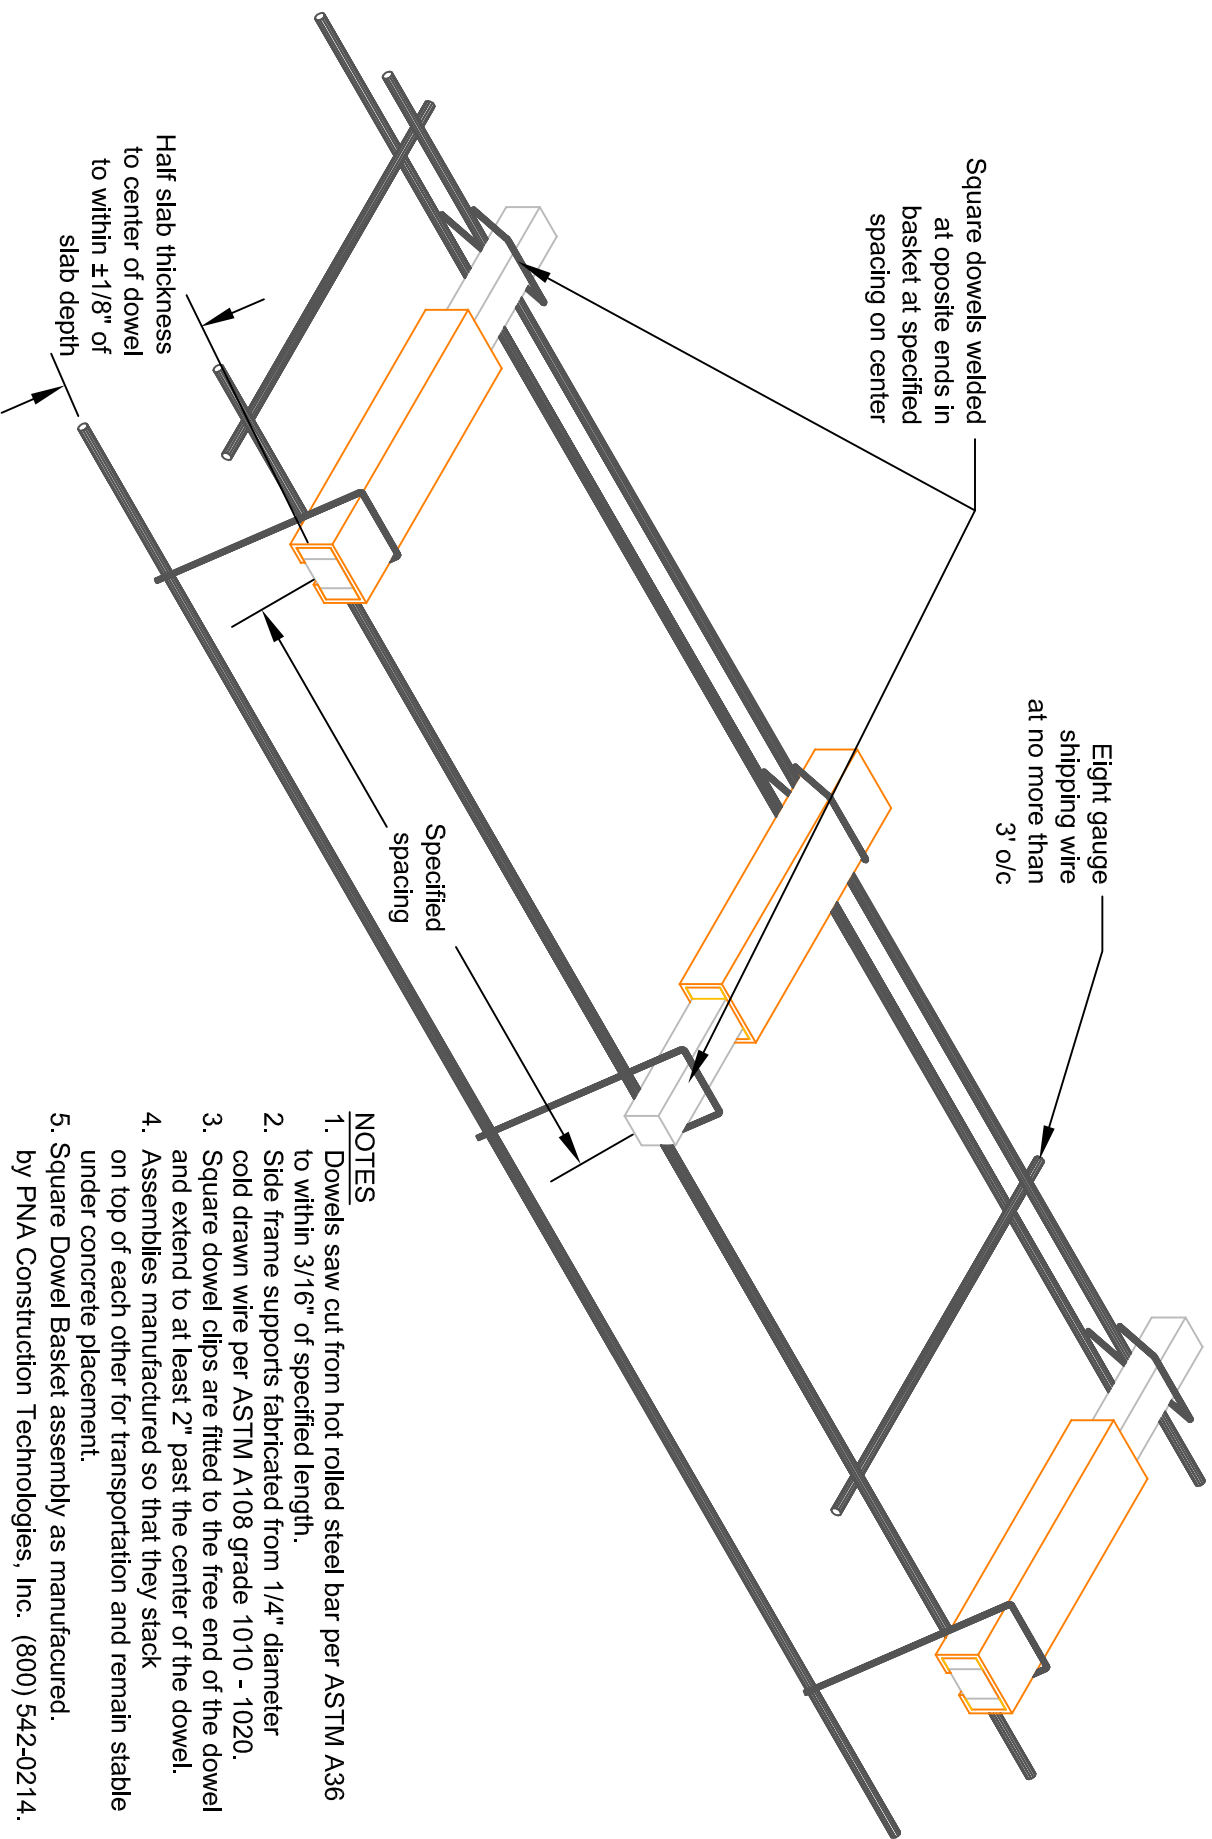 Square dowels welded
at oposite ends in
basket at specified
spacing on center
Eight gauge
shipping wire
at no more than
3' o/c
Half slab thickness
to center of dowel
to within ±1/8" of
slab depth
Specified
spacing
NOTES
1. Dowels saw cut from hot rolled steel bar per ASTM A36
to within 3/16" of specified length.
2. Side frame supports fabricated from 1/4" diameter
cold drawn wire per ASTM A108 grade 1010 - 1020.
3. Square dowel clips are fitted to the free end of the dowel
and extend to at least 2" past the center of the dowel.
4. Assemblies manufactured so that they stack
on top of each other for transportation and remain stable
under concrete placement.
5. Square Dowel Basket assembly as manufacured.
by PNA Construction Technologies, Inc. (800) 542-0214.